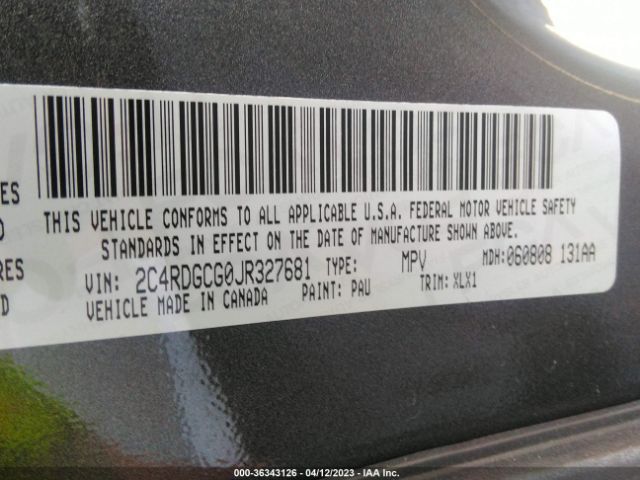 THIS VEHICLE CONFORMS TO ALL APPLICABLE U.S.A. FEDERAL MOTOR VEHICLE SAFETY
STANDARDS IN EFFECT ON THE DATE OF MANUFACTURE SHOWN ABOVE.
VIN: 2C4RDGCG0JR327681 TYPE: MPV MDH: 060808 131AA
VEHICLE MADE IN CANADA PAINT: PAU TRIM: XLX1
000-36343126 - 04/12/2023 - IAA Inc.